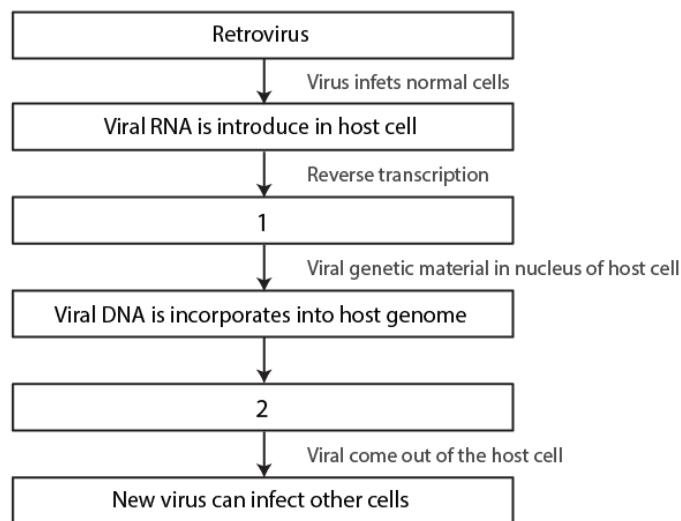 Retrovirus
Virus infets normal cells
Viral RNA is introduce in host cell
Reverse transcription
1
Viral genetic material in nucleus of host cell
Viral DNA is incorporates into host genome
2
Viral come out of the host cell
New virus can infect other cells